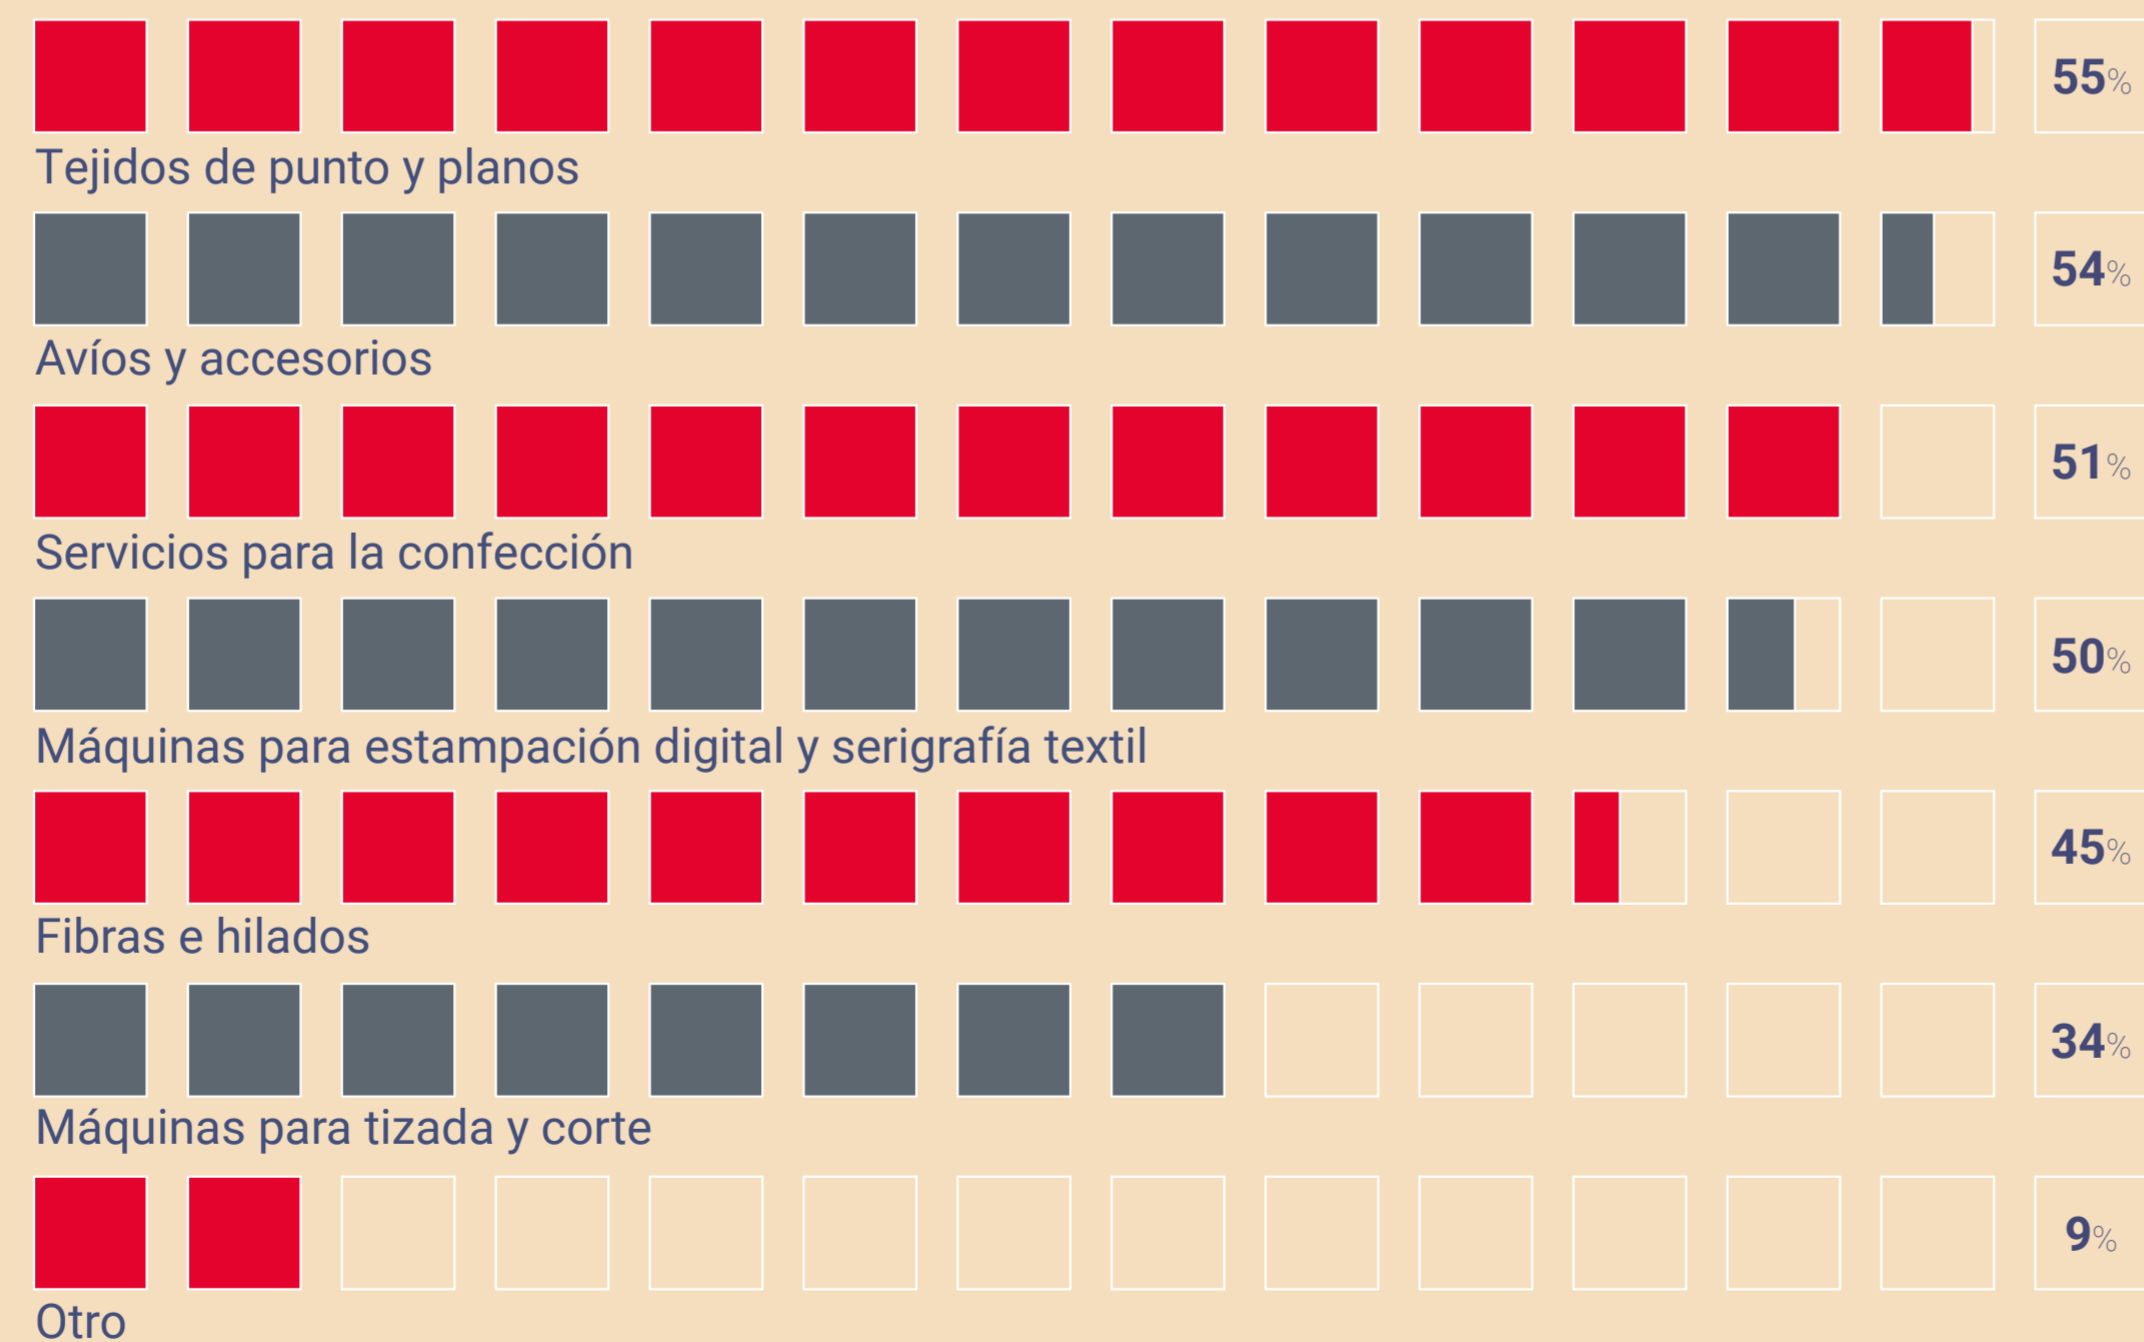 55%
Tejidos de punto y planos
54%
Avíos y accesorios
51%
Servicios para la confección
50%
Máquinas para estampación digital y serigrafía textil
45%
Fibras e hilados
34%
Máquinas para tizada y corte
9%
Otro